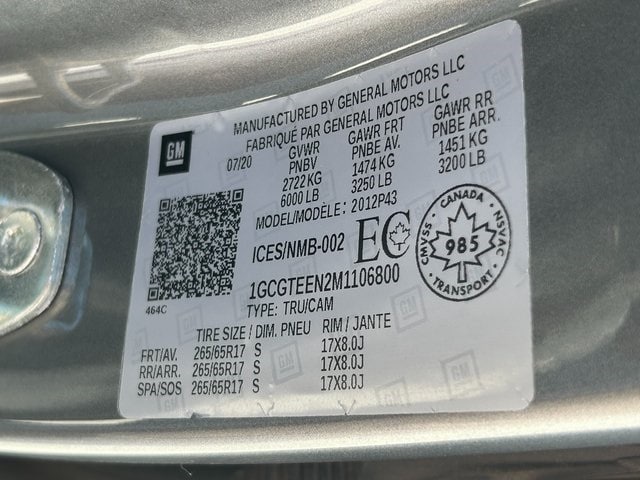 MANUFACTURED BY GENERAL MOTORS LLC
FABRIQUÉ PAR GENERAL MOTORS LLC
GM
07/20 GVWR GAWR FRT GAWR RR
PNBV PNBE AV. PNBE ARR.
2722 KG 1474 KG 1451 KG
6000 LB 3250 LB 3200 LB
MODEL/MODÈLE: 2012P43
ICES/NMB-002 EC
CANADA
CMVSS 985 NSVAC
TRANSPORT
1GCGTEEN2M1106800
464C
TYPE: TRU/CAM
TIRE SIZE / DIM. PNEU RIM / JANTE
FRT/AV. 265/65R17 S 17X8.0J
RR/ARR. 265/65R17 S 17X8.0J
SPA/SOS 265/65R17 S 17X8.0J